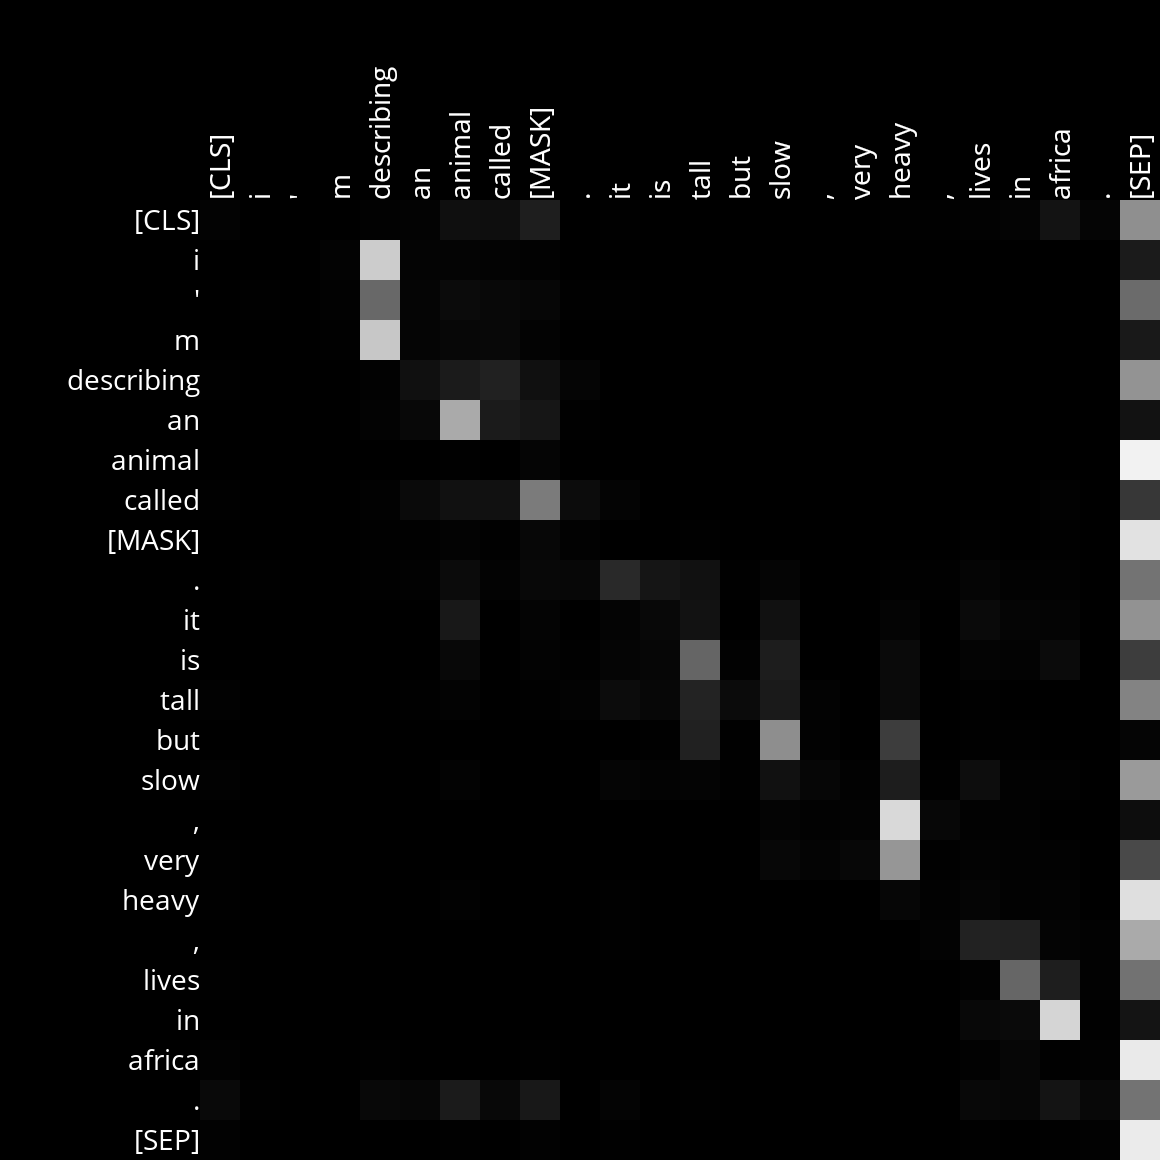 [CLS] i ' m describing an animal called [MASK] . it is tall but slow , very heavy , lives in africa . [SEP]
[CLS]
i
'
m
describing
an
animal
called
[MASK]
.
it
is
tall
but
slow
,
very
heavy
,
lives
in
africa
.
[SEP]